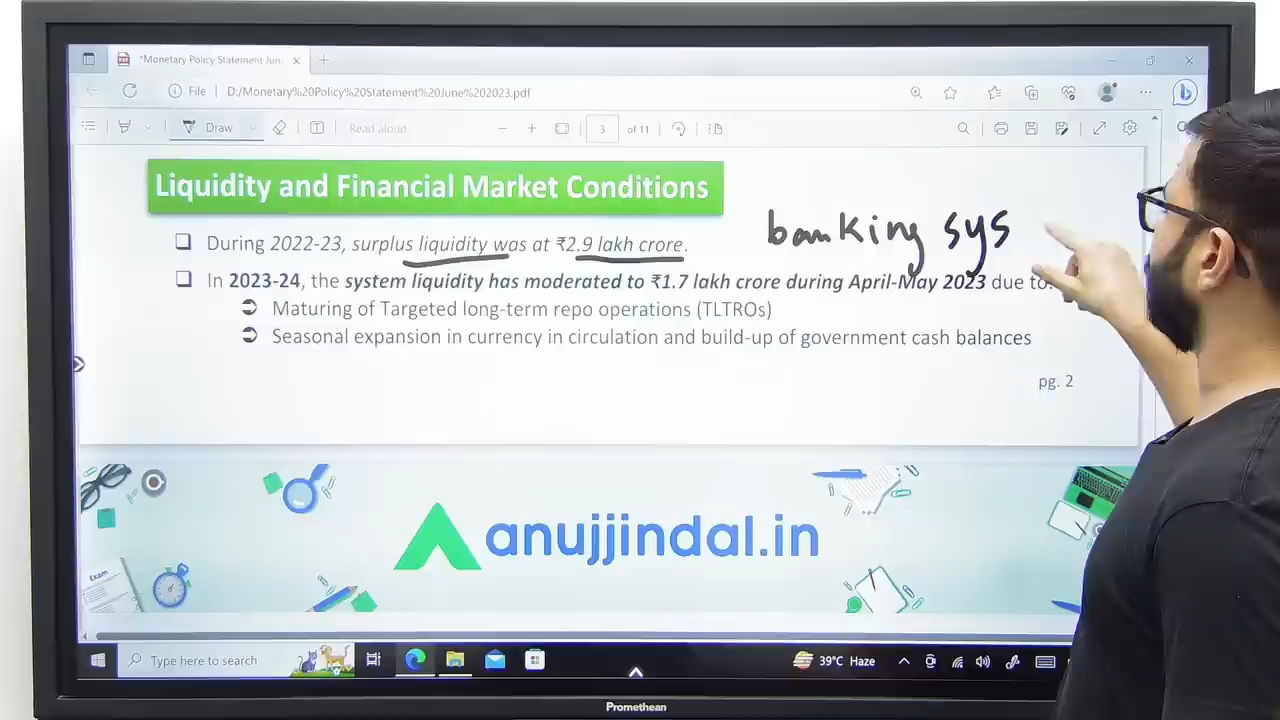 *Monetary Policy Statement Jun
File
D:/Monetary%20Policy%20Statement%20June%202023.pdf
Draw
Read aloud
3 of 11
Liquidity and Financial Market Conditions
banking sys
During 2022-23, surplus liquidity was at ₹2.9 lakh crore.
In 2023-24, the system liquidity has moderated to ₹1.7 lakh crore during April-May 2023 due to:
Maturing of Targeted long-term repo operations (TLTROs)
Seasonal expansion in currency in circulation and build-up of government cash balances
pg. 2
anujjindal.in
Exam
Type here to search
39°C Haze
Promethean